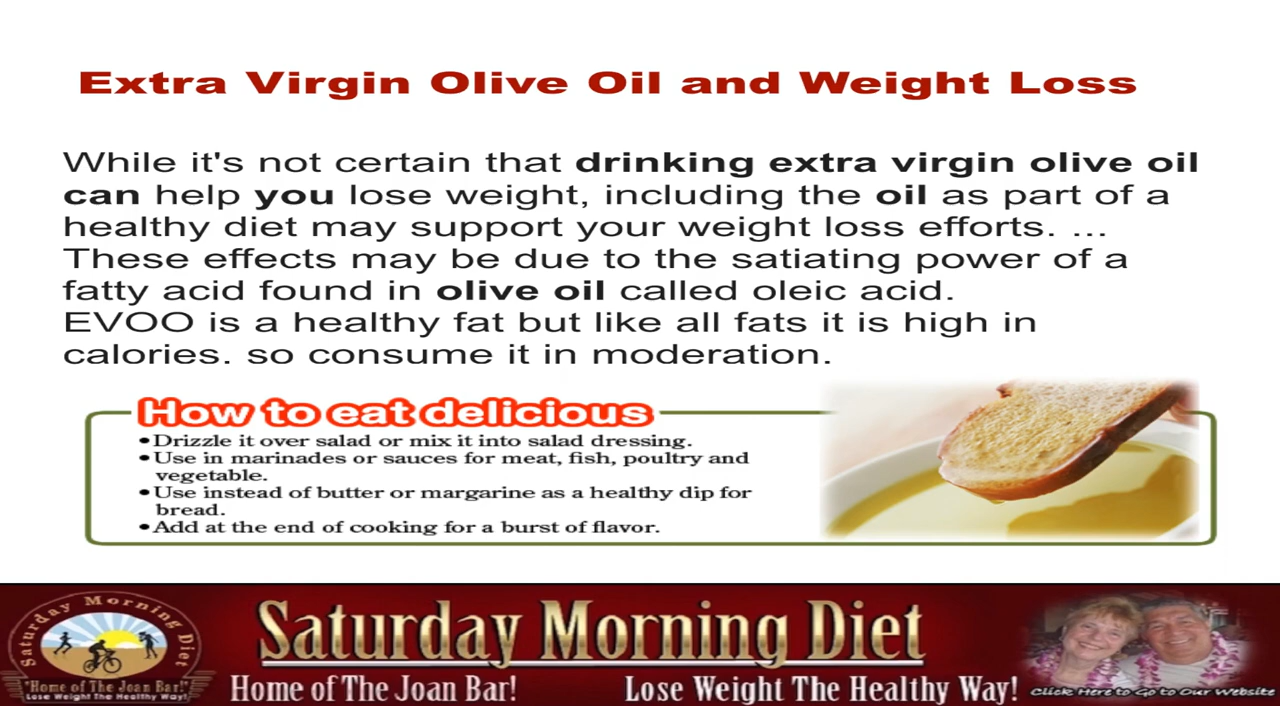 Extra Virgin Olive Oil and Weight Loss
While it's not certain that drinking extra virgin olive oil
can help you lose weight, including the oil as part of a
healthy diet may support your weight loss efforts. ...
These effects may be due to the satiating power of a
fatty acid found in olive oil called oleic acid.
EVOO is a healthy fat but like all fats it is high in
calories. so consume it in moderation.
How to eat delicious
•Drizzle it over salad or mix it into salad dressing.
•Use in marinades or sauces for meat, fish, poultry and
vegetable.
•Use instead of butter or margarine as a healthy dip for
bread.
•Add at the end of cooking for a burst of flavor.
Saturday Morning Diet
"Home of The Joan Bar!"
Lose Weight The Healthy Way!
Saturday Morning Diet
Home of The Joan Bar! Lose Weight The Healthy Way!
Click Here to Go to Our Website